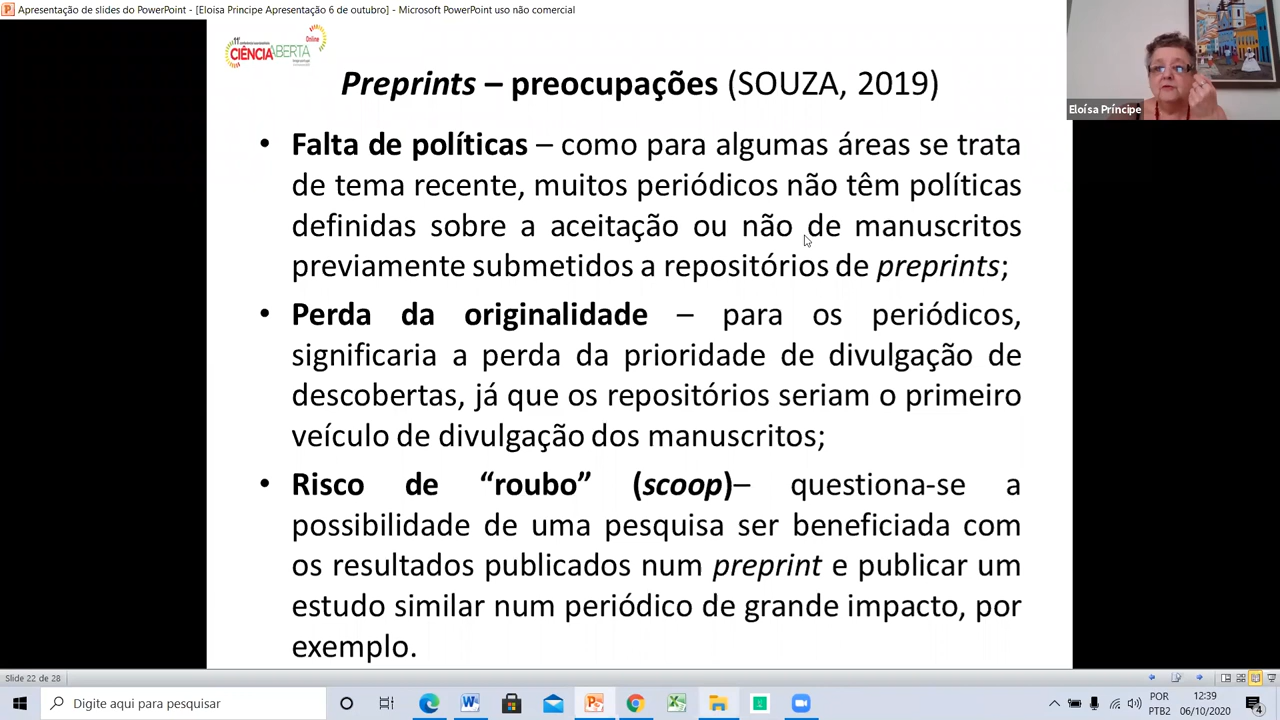 Apresentação de slides do PowerPoint - [Eloisa Principe Apresentação 6 de outubro] - Microsoft PowerPoint uso não comercial
11ª
Online
CIÊNCIAABERTA
Preprints – preocupações (SOUZA, 2019)
Eloísa Príncipe
• Falta de políticas – como para algumas áreas se trata
de tema recente, muitos periódicos não têm políticas
definidas sobre a aceitação ou não de manuscritos
previamente submetidos a repositórios de preprints;
• Perda da originalidade – para os periódicos,
significaria a perda da prioridade de divulgação de
descobertas, já que os repositórios seriam o primeiro
veículo de divulgação dos manuscritos;
• Risco de “roubo” (scoop)– questiona-se a
possibilidade de uma pesquisa ser beneficiada com
os resultados publicados num preprint e publicar um
estudo similar num periódico de grande impacto, por
exemplo.
Slide 22 de 28
Digite aqui para pesquisar
POR
PTB2
12:39
06/10/2020
4